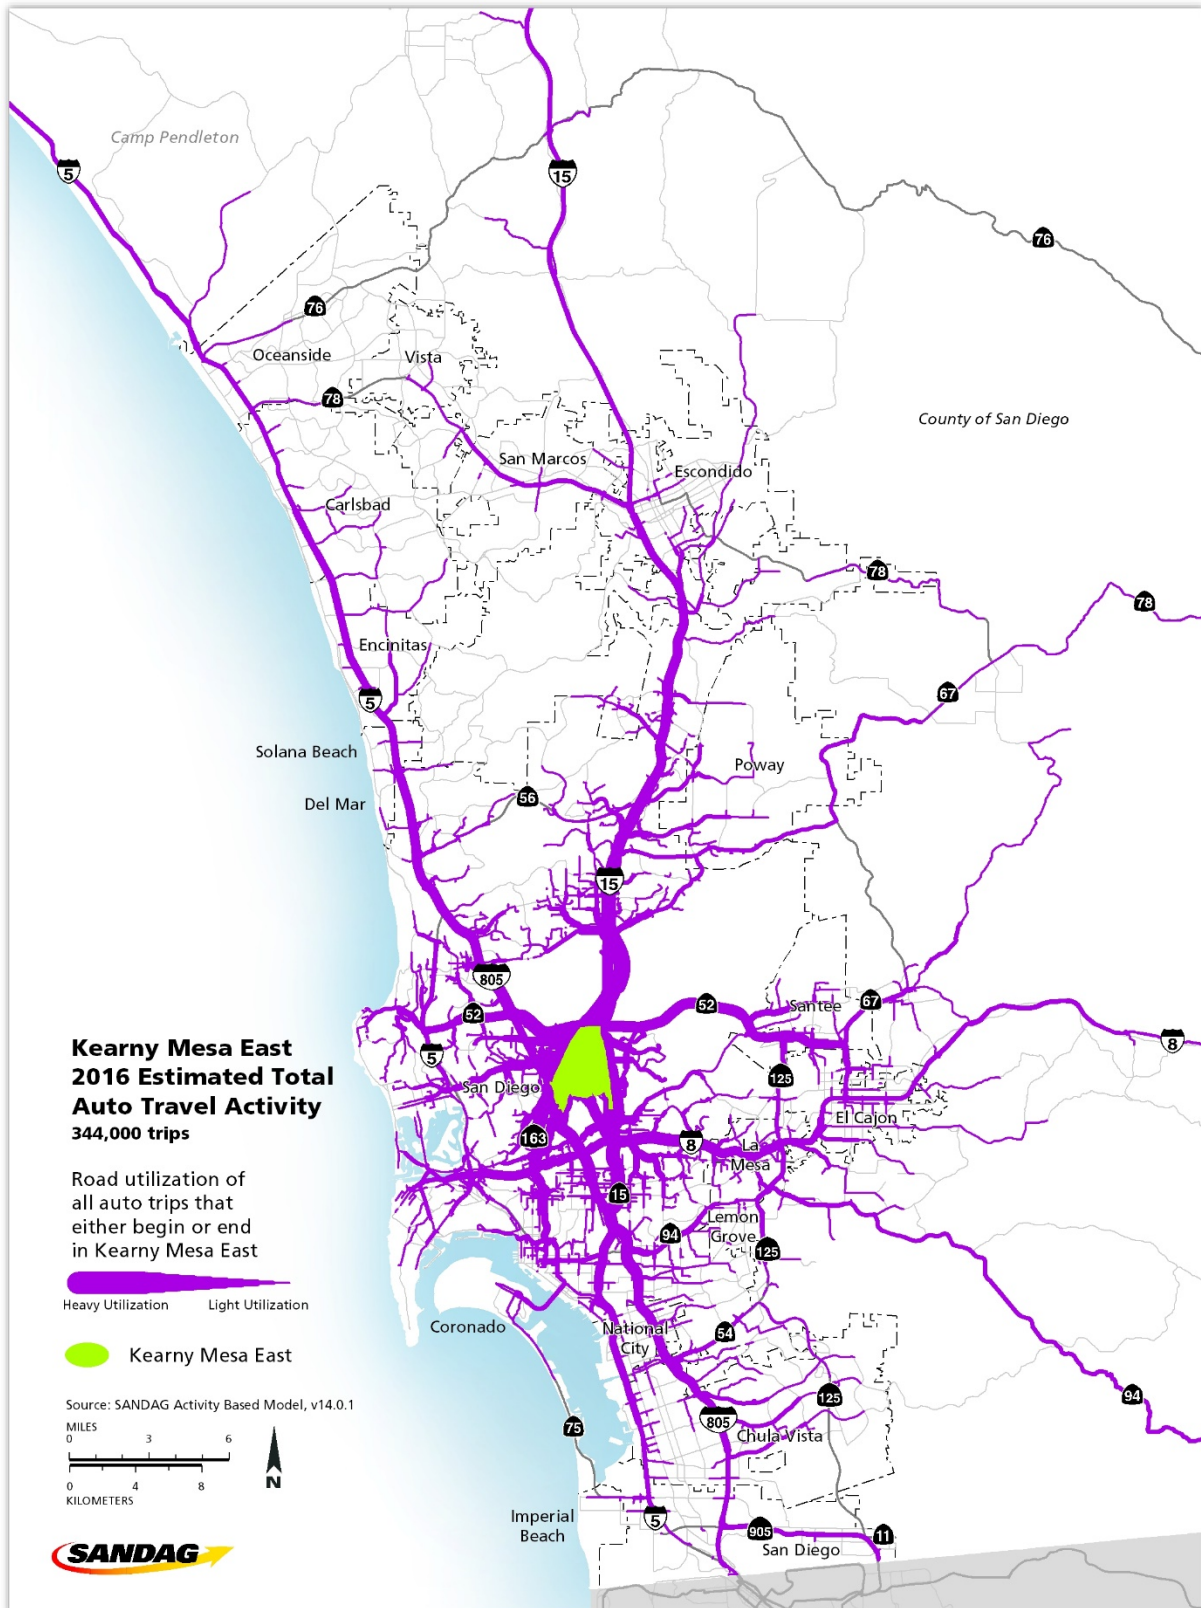 Camp Pendleton
5
15
76
76
Oceanside
Vista
78
County of San Diego
San Marcos
Escondido
Carlsbad
78
78
Encinitas
67
5
Solana Beach
Poway
Del Mar
56
15
805
52
Santee
67
52
5
8
Kearny Mesa East
2016 Estimated Total
Auto Travel Activity
344,000 trips
San Diego
125
El Cajon
163
8
La
Mesa
Road utilization of
all auto trips that
either begin or end
in Kearny Mesa East
15
Lemon
Grove
94
125
Heavy Utilization
Light Utilization
Coronado
National
City
54
Kearny Mesa East
125
94
Source: SANDAG Activity Based Model, v14.0.1
MILES
0 3 6
0 4 8
KILOMETERS
N
75
805
Chula Vista
Imperial
Beach
5
905
11
San Diego
SANDAG